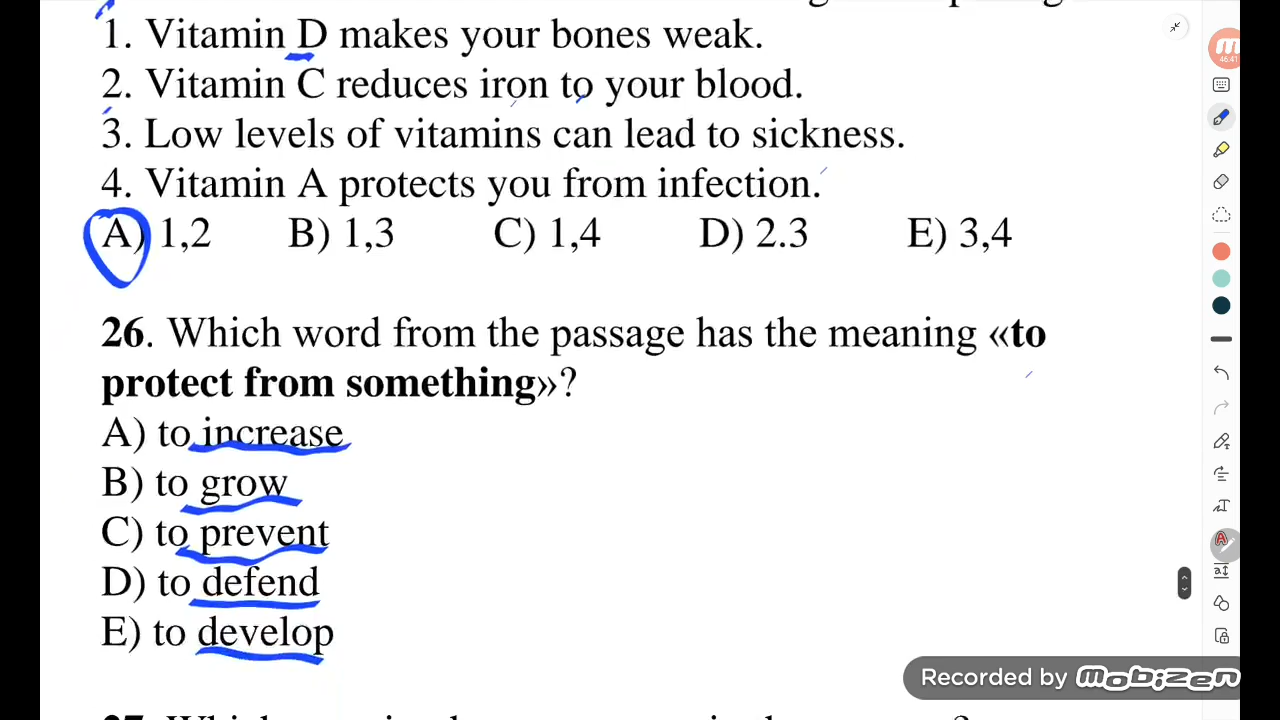 1. Vitamin D makes your bones weak.
2. Vitamin C reduces iron to your blood.
3. Low levels of vitamins can lead to sickness.
4. Vitamin A protects you from infection.
A) 1,2 B) 1,3 C) 1,4 D) 2.3 E) 3,4
26. Which word from the passage has the meaning «to
protect from something»?
A) to increase
B) to grow
C) to prevent
D) to defend
E) to develop
46:41
Recorded by mobizen